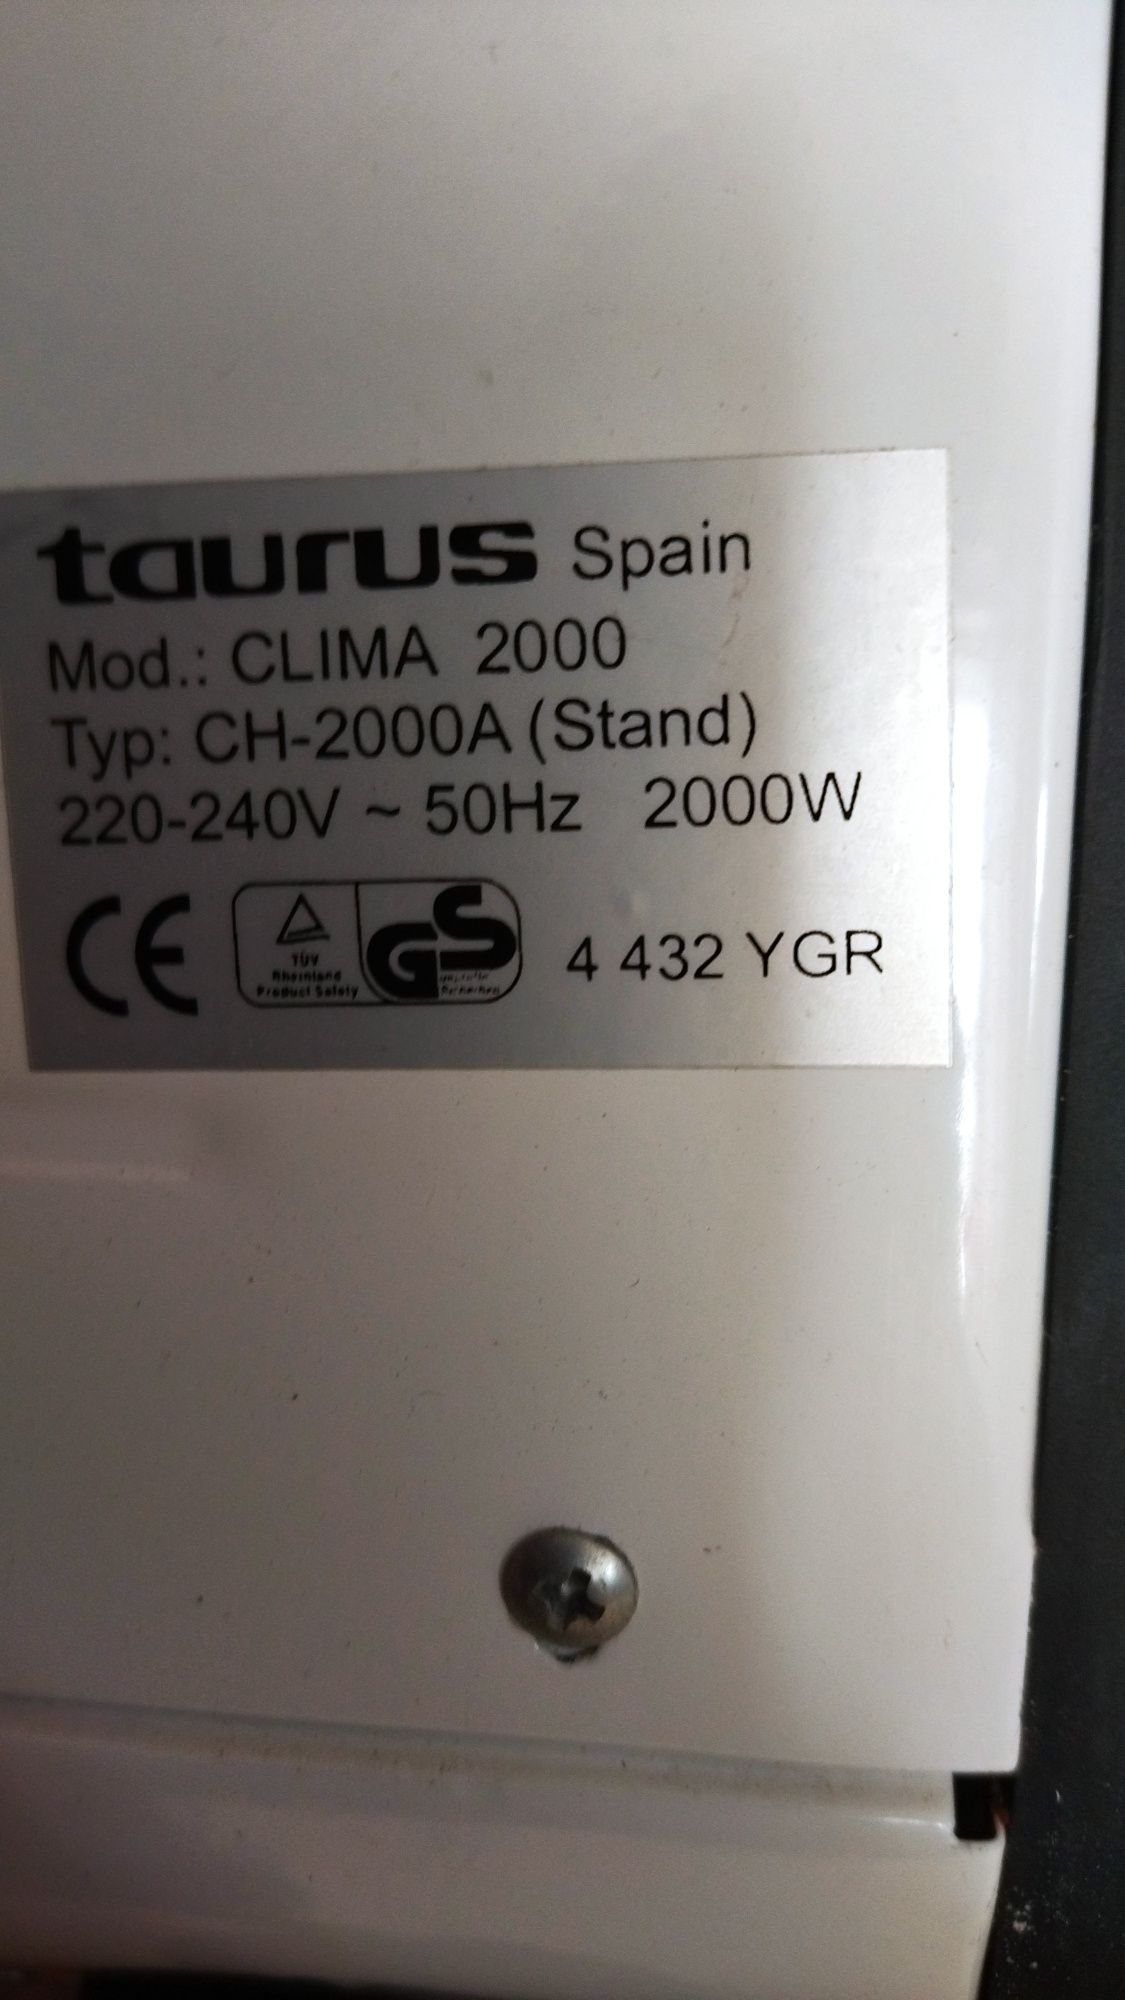 taurus Spain
Mod.: CLIMA 2000
Typ: CH-2000A (Stand)
220-240V ~ 50Hz 2000W
CE
TÜV
Rheinland
Product Safety
GS
4 432 YGR